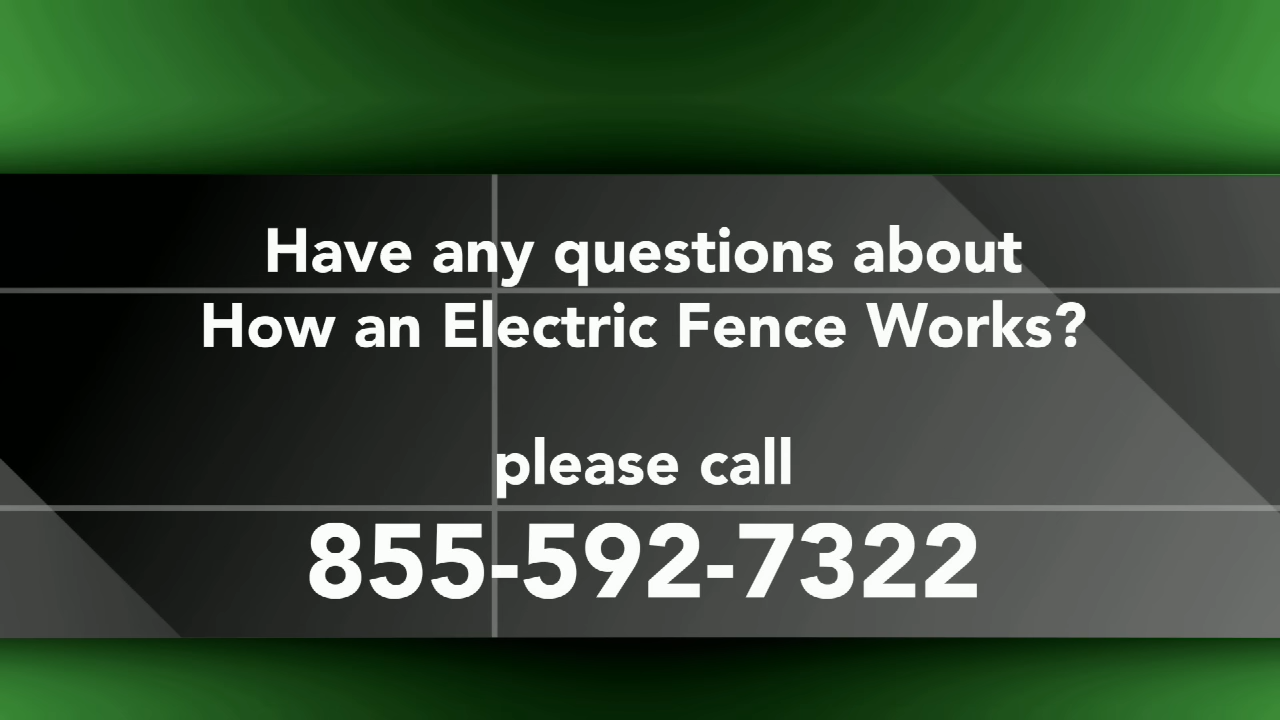 Have any questions about
How an Electric Fence Works?
please call
855-592-7322